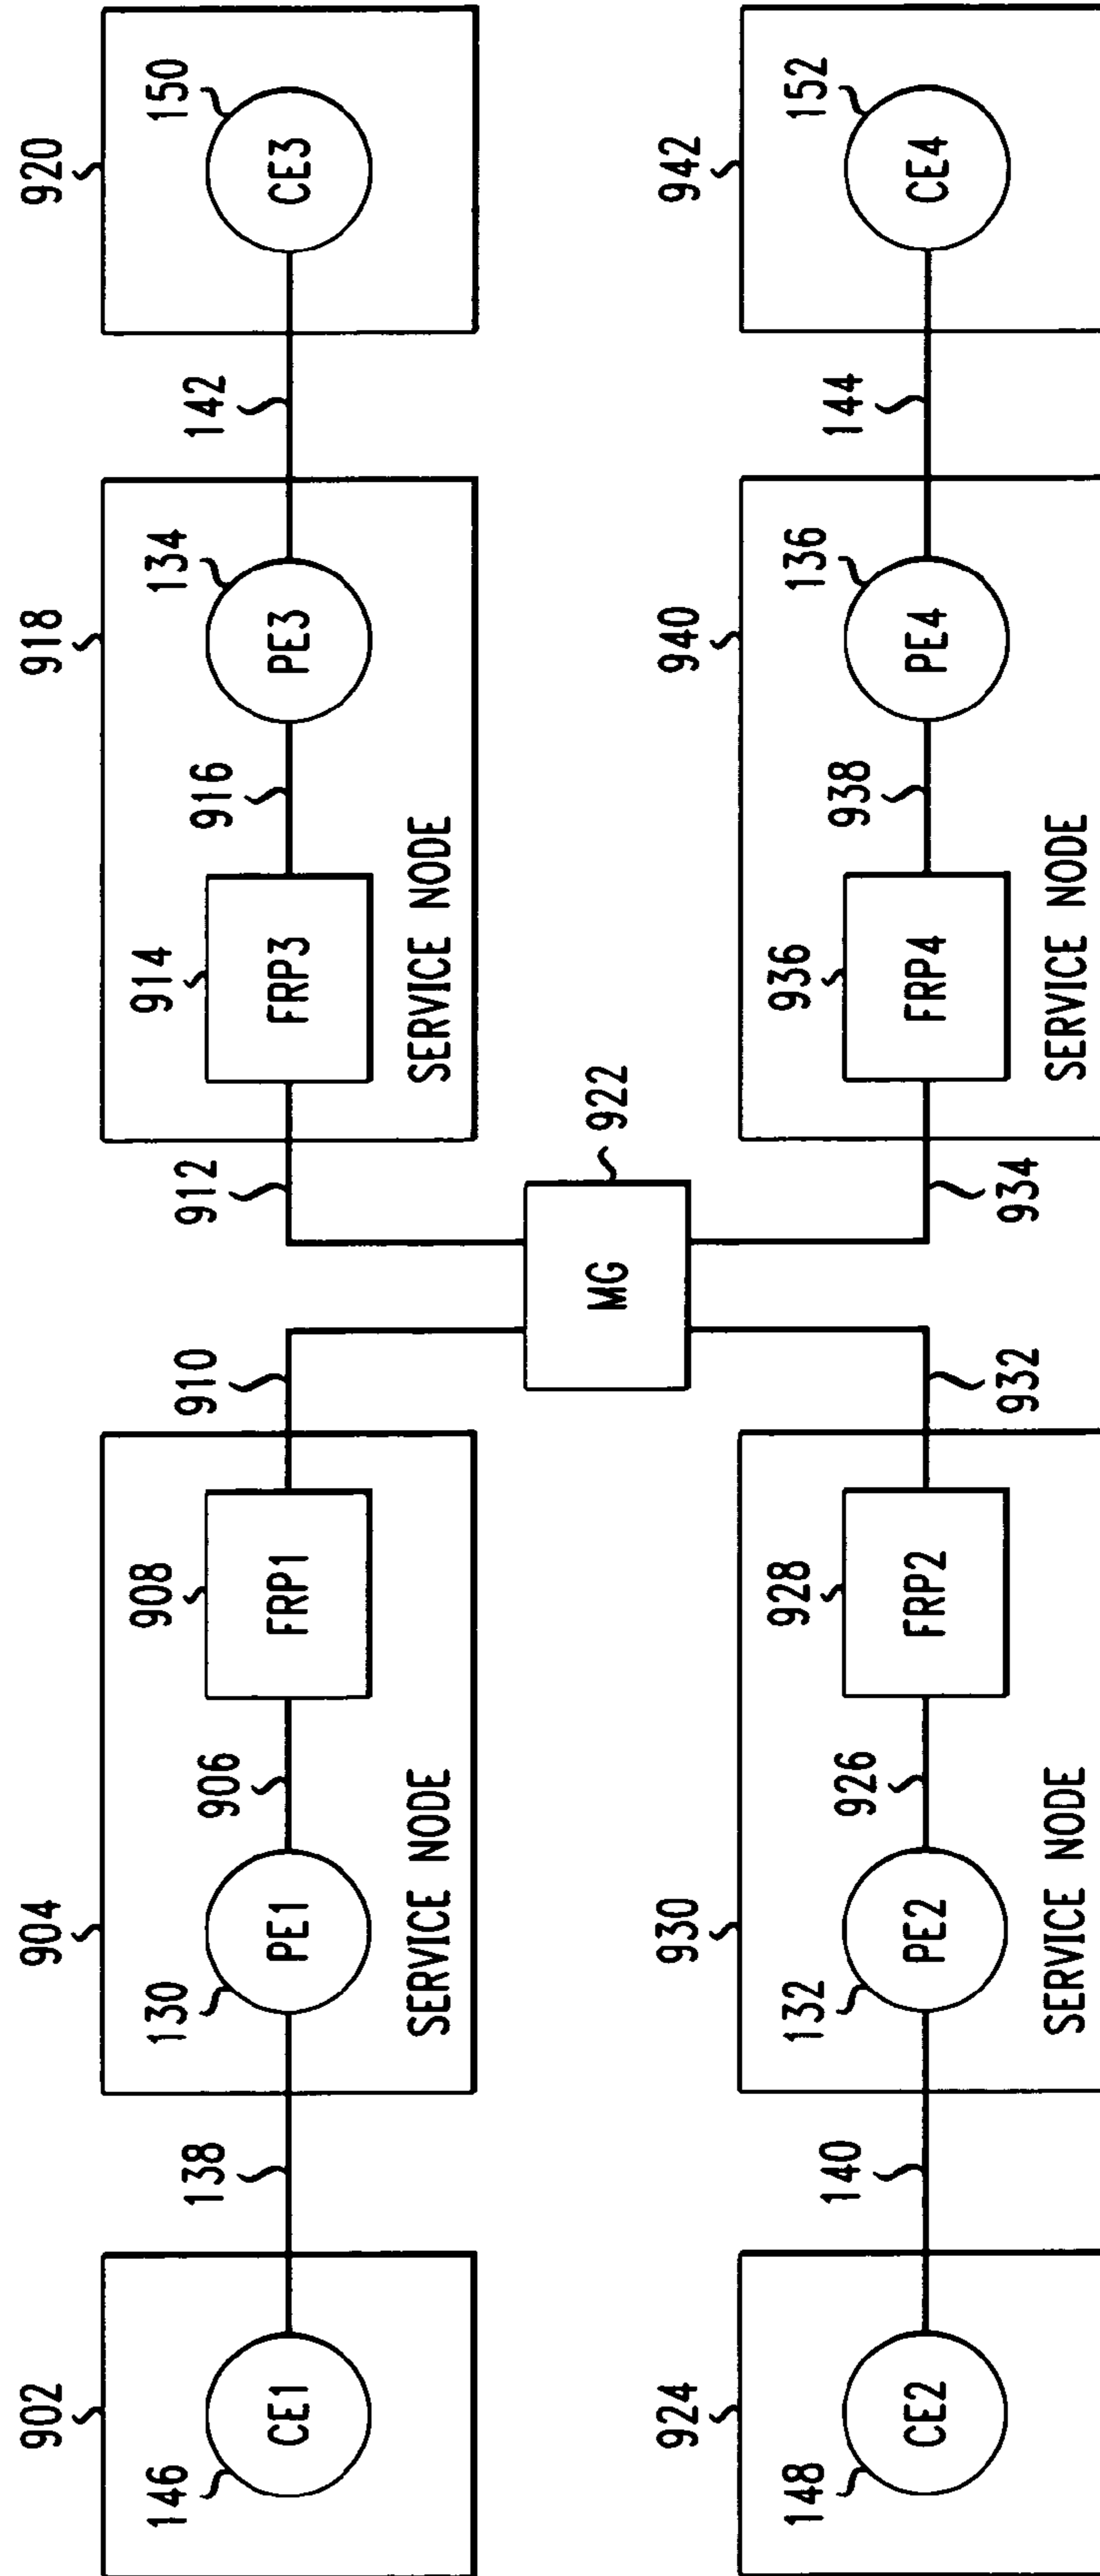 902
904
918
920
146
CE1
138
130
PE1
906
908
FRP1
910
912
914
FRP3
916
134
PE3
142
150
CE3
SERVICE NODE
SERVICE NODE
MG
922
924
930
940
942
148
CE2
140
132
PE2
926
928
FRP2
932
934
936
FRP4
938
136
PE4
144
152
CE4
SERVICE NODE
SERVICE NODE